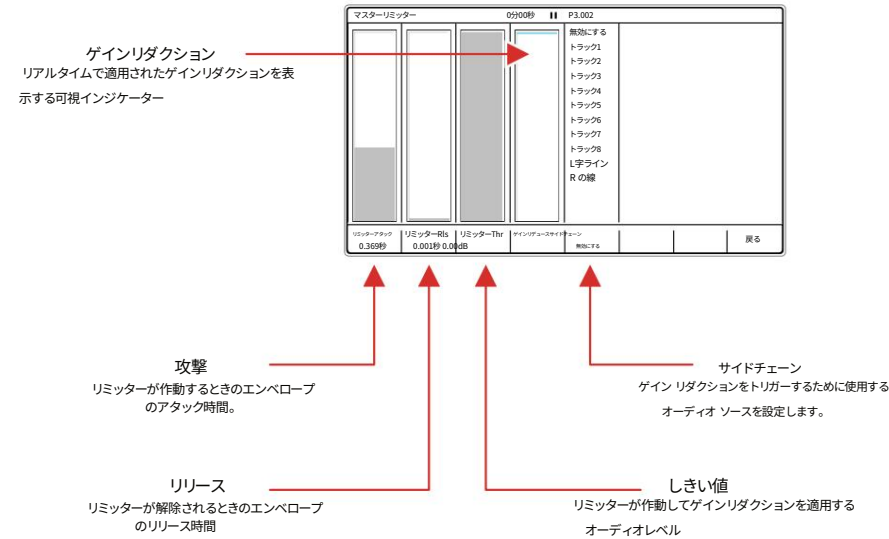 マスターリミッター 0分00秒 P3.002
無効にする
トラック1
トラック2
トラック3
トラック4
トラック5
トラック6
トラック7
トラック8
L字ライン
R の線
リミッターアタック リミッターRls リミッターThr ゲインリデュースサイドチェーン
0.369秒 0.001秒 0.00dB 無効にする 戻る
ゲインリダクション
リアルタイムで適用されたゲインリダクションを表
示する可視インジケーター
攻撃
リミッターが作動するときのエンベロープ
のアタック時間。
サイドチェーン
ゲイン リダクションをトリガーするために使用する
オーディオ ソースを設定します。
リリース
リミッターが解除されるときのエンベロープ
のリリース時間
しきい値
リミッターが作動してゲインリダクションを適用する
オーディオレベル